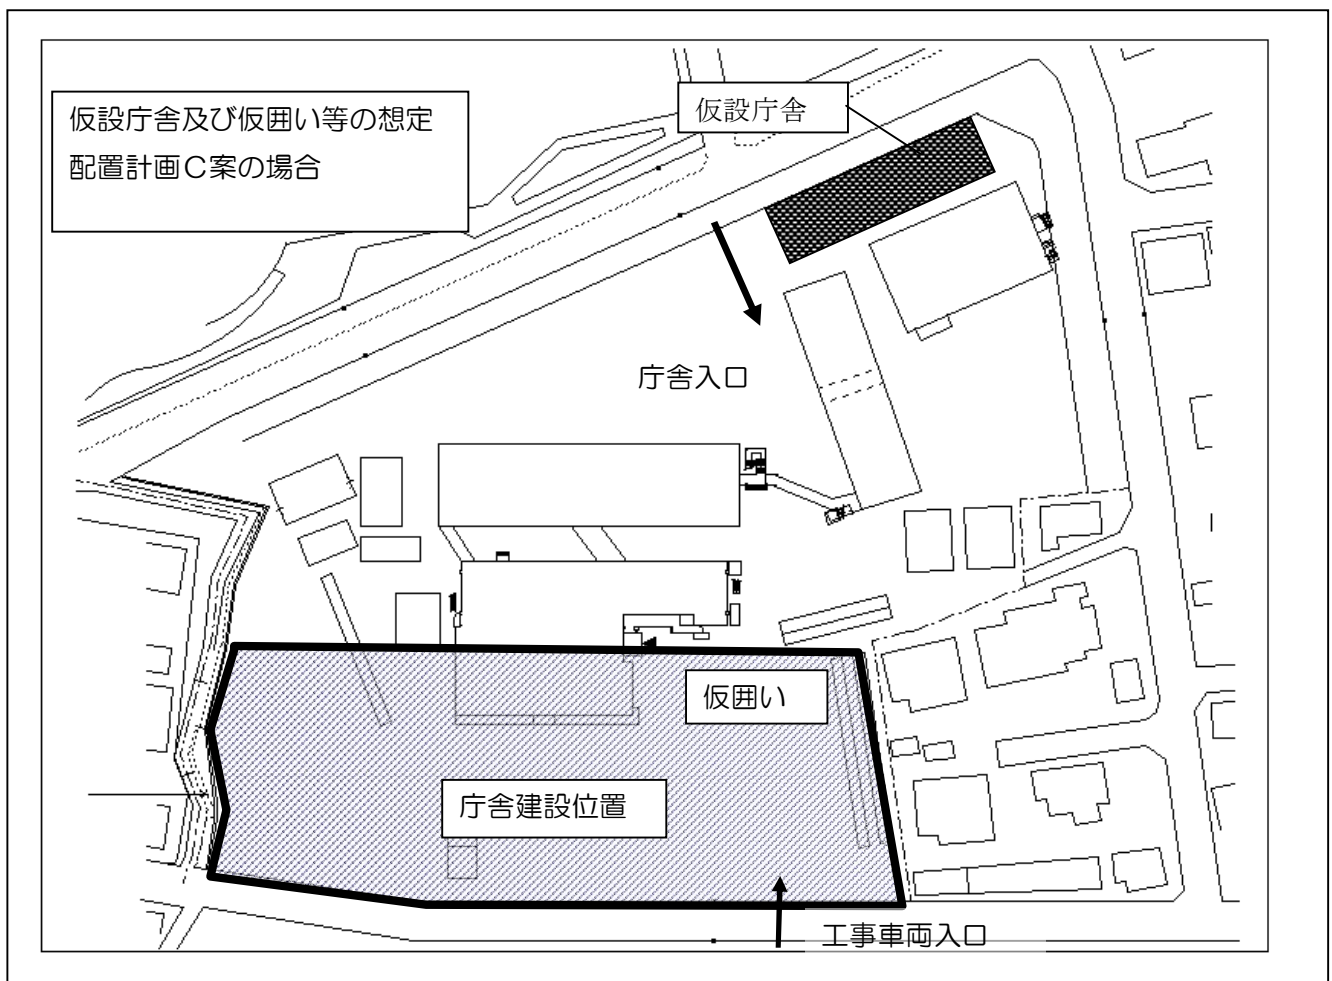 仮設庁舎及び仮囲い等の想定
配置計画C案の場合
仮設庁舎
庁舎入口
仮囲い
庁舎建設位置
工事車両入口